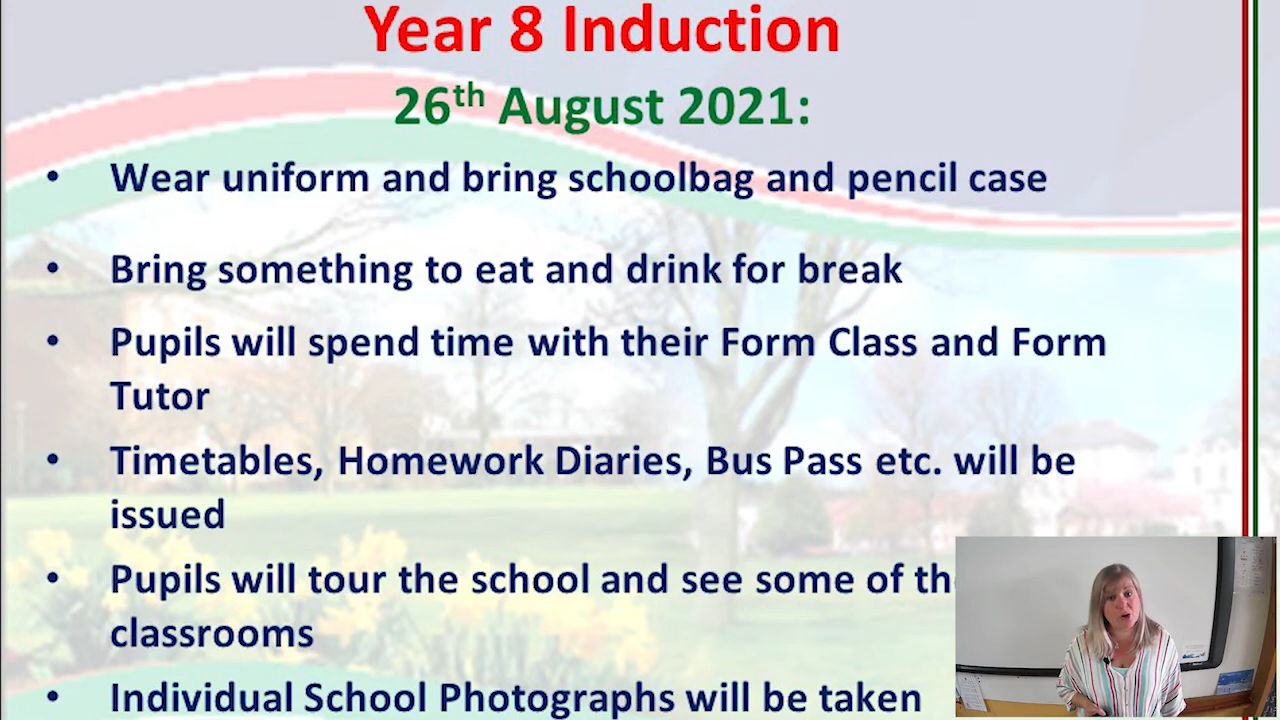 Year 8 Induction
26th August 2021:
• Wear uniform and bring schoolbag and pencil case
• Bring something to eat and drink for break
• Pupils will spend time with their Form Class and Form
Tutor
• Timetables, Homework Diaries, Bus Pass etc. will be
issued
• Pupils will tour the school and see some of
classrooms
• Individual School Photographs will be taken